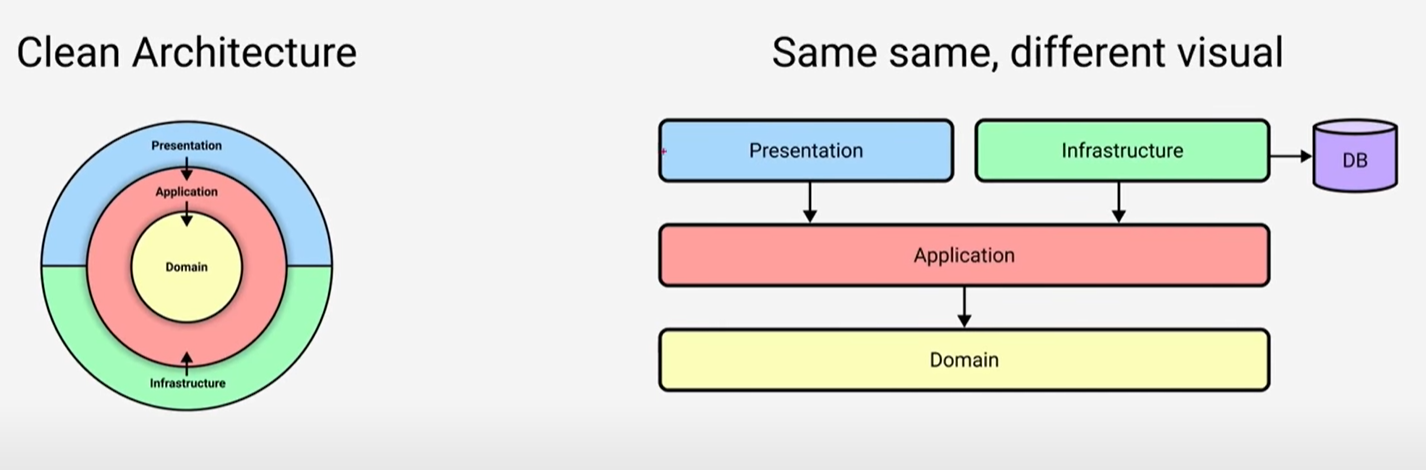 Clean Architecture
Presentation
Application
Domain
Infrastructure
Same same, different visual
Presentation
Infrastructure
DB
Application
Domain